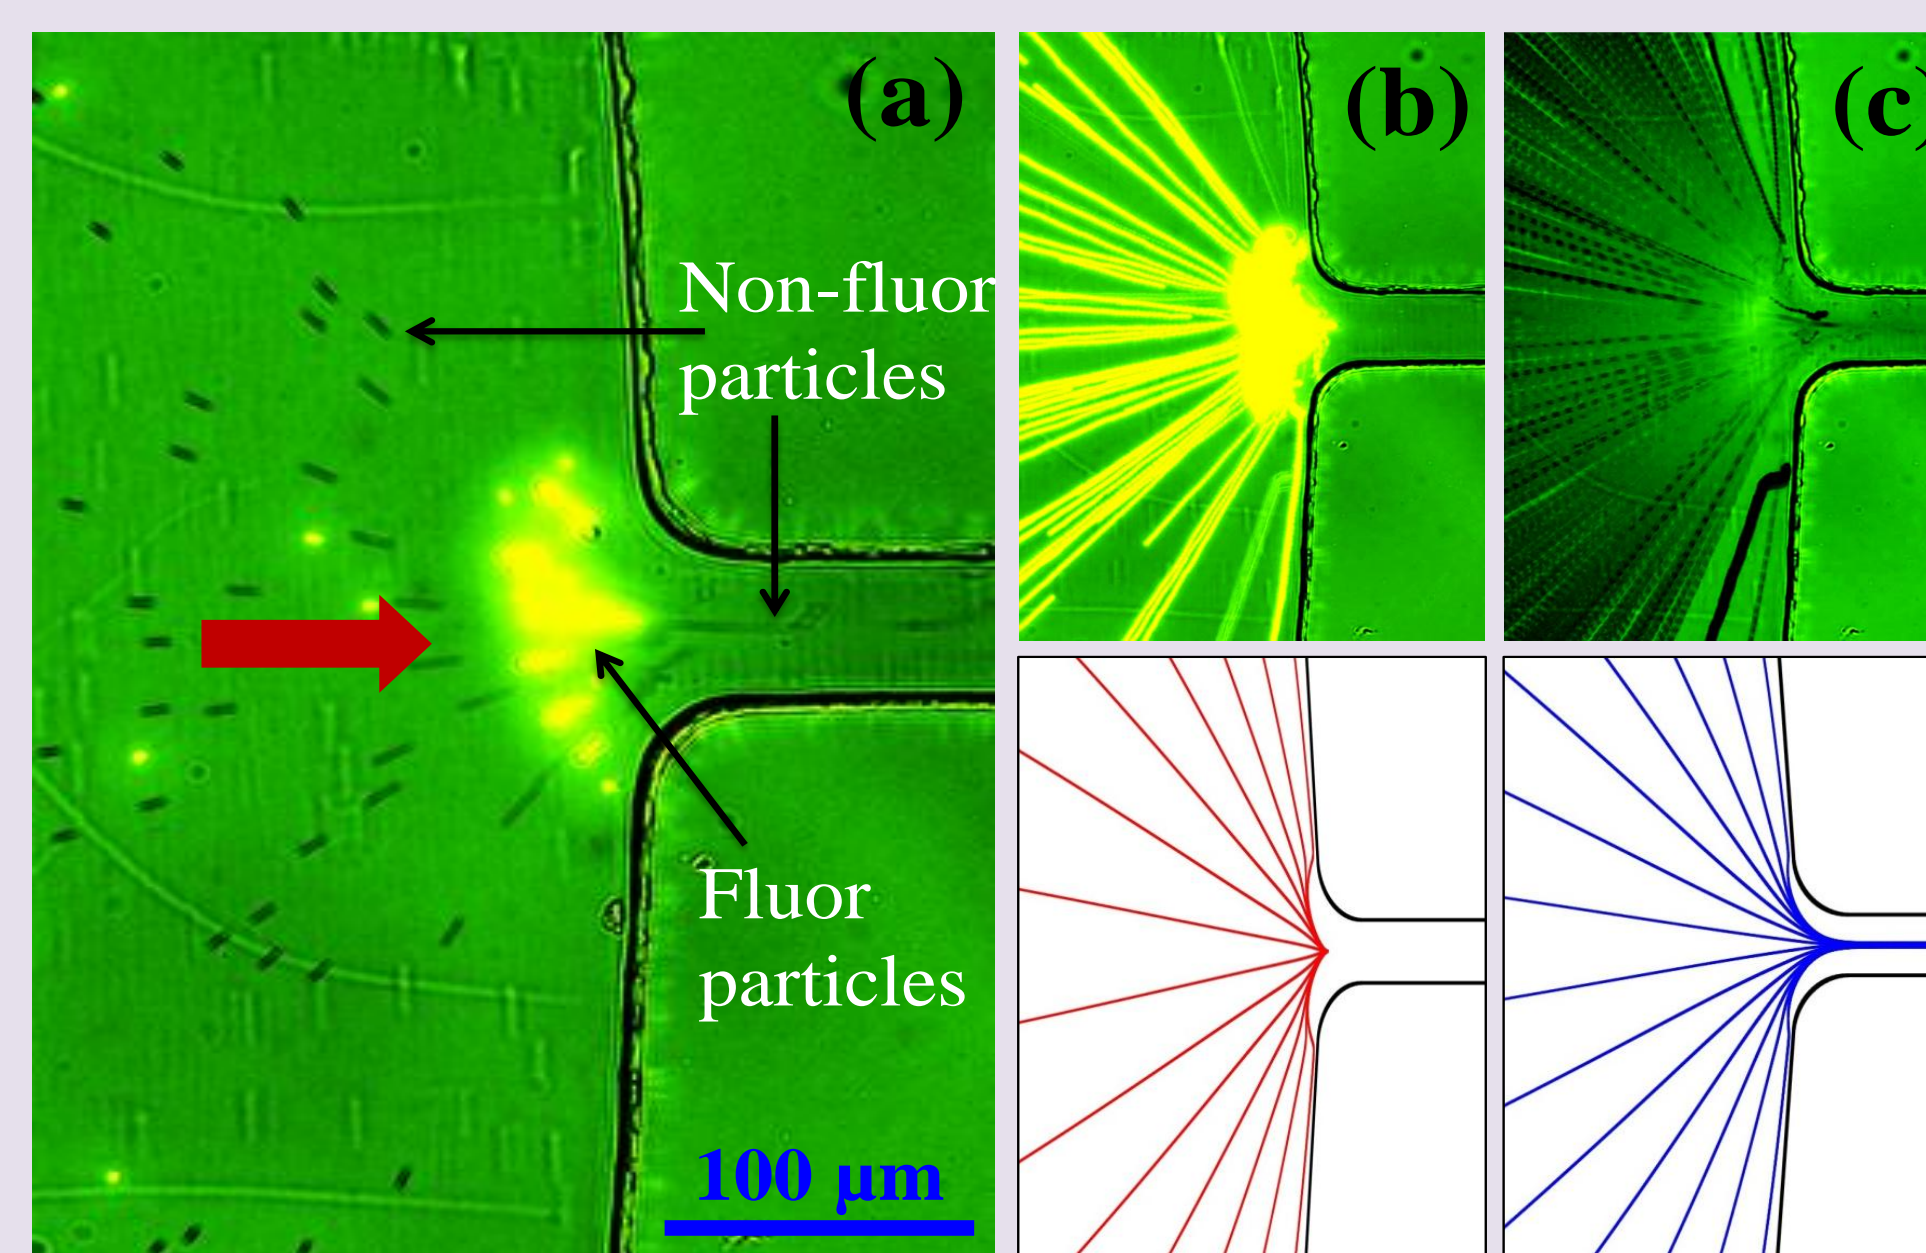 (a)
Non-fluor
particles
Fluor
particles
100 μm
(b)
(c)